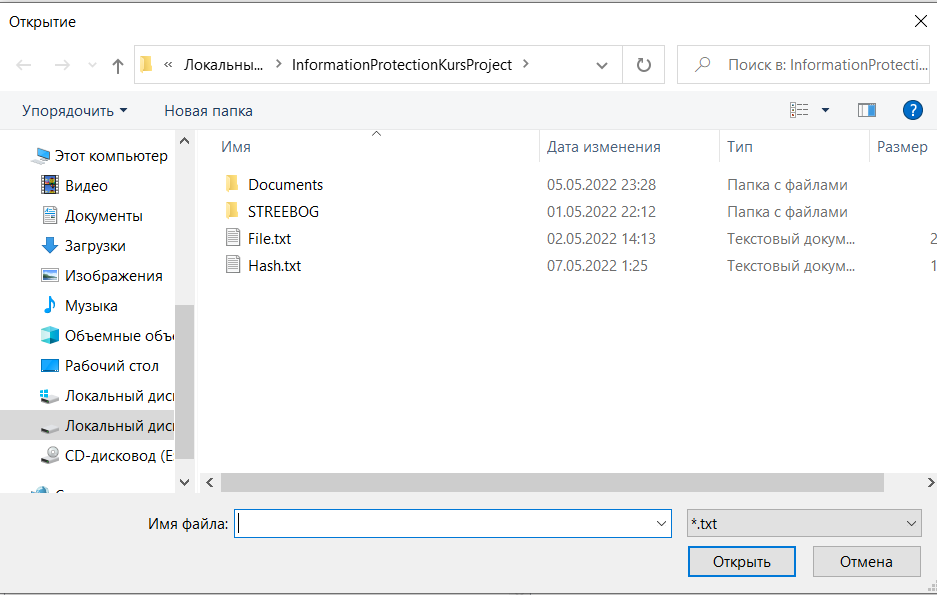 Открытие
« Локальны... › InformationProtectionKursProject ›
Поиск в: InformationProtecti...
Упорядочить
Новая папка
Имя
Дата изменения
Тип
Размер
Этот компьютер
Видео
Документы
Загрузки
Изображения
Музыка
Объемные объ
Рабочий стол
Локальный дис
Локальный дис
CD-дисковод (E
Documents 05.05.2022 23:28 Папка с файлами
STREEBOG 01.05.2022 22:12 Папка с файлами
File.txt 02.05.2022 14:13 Текстовый докум... 2
Hash.txt 07.05.2022 1:25 Текстовый докум... 1
Имя файла:
*.txt
Открыть
Отмена